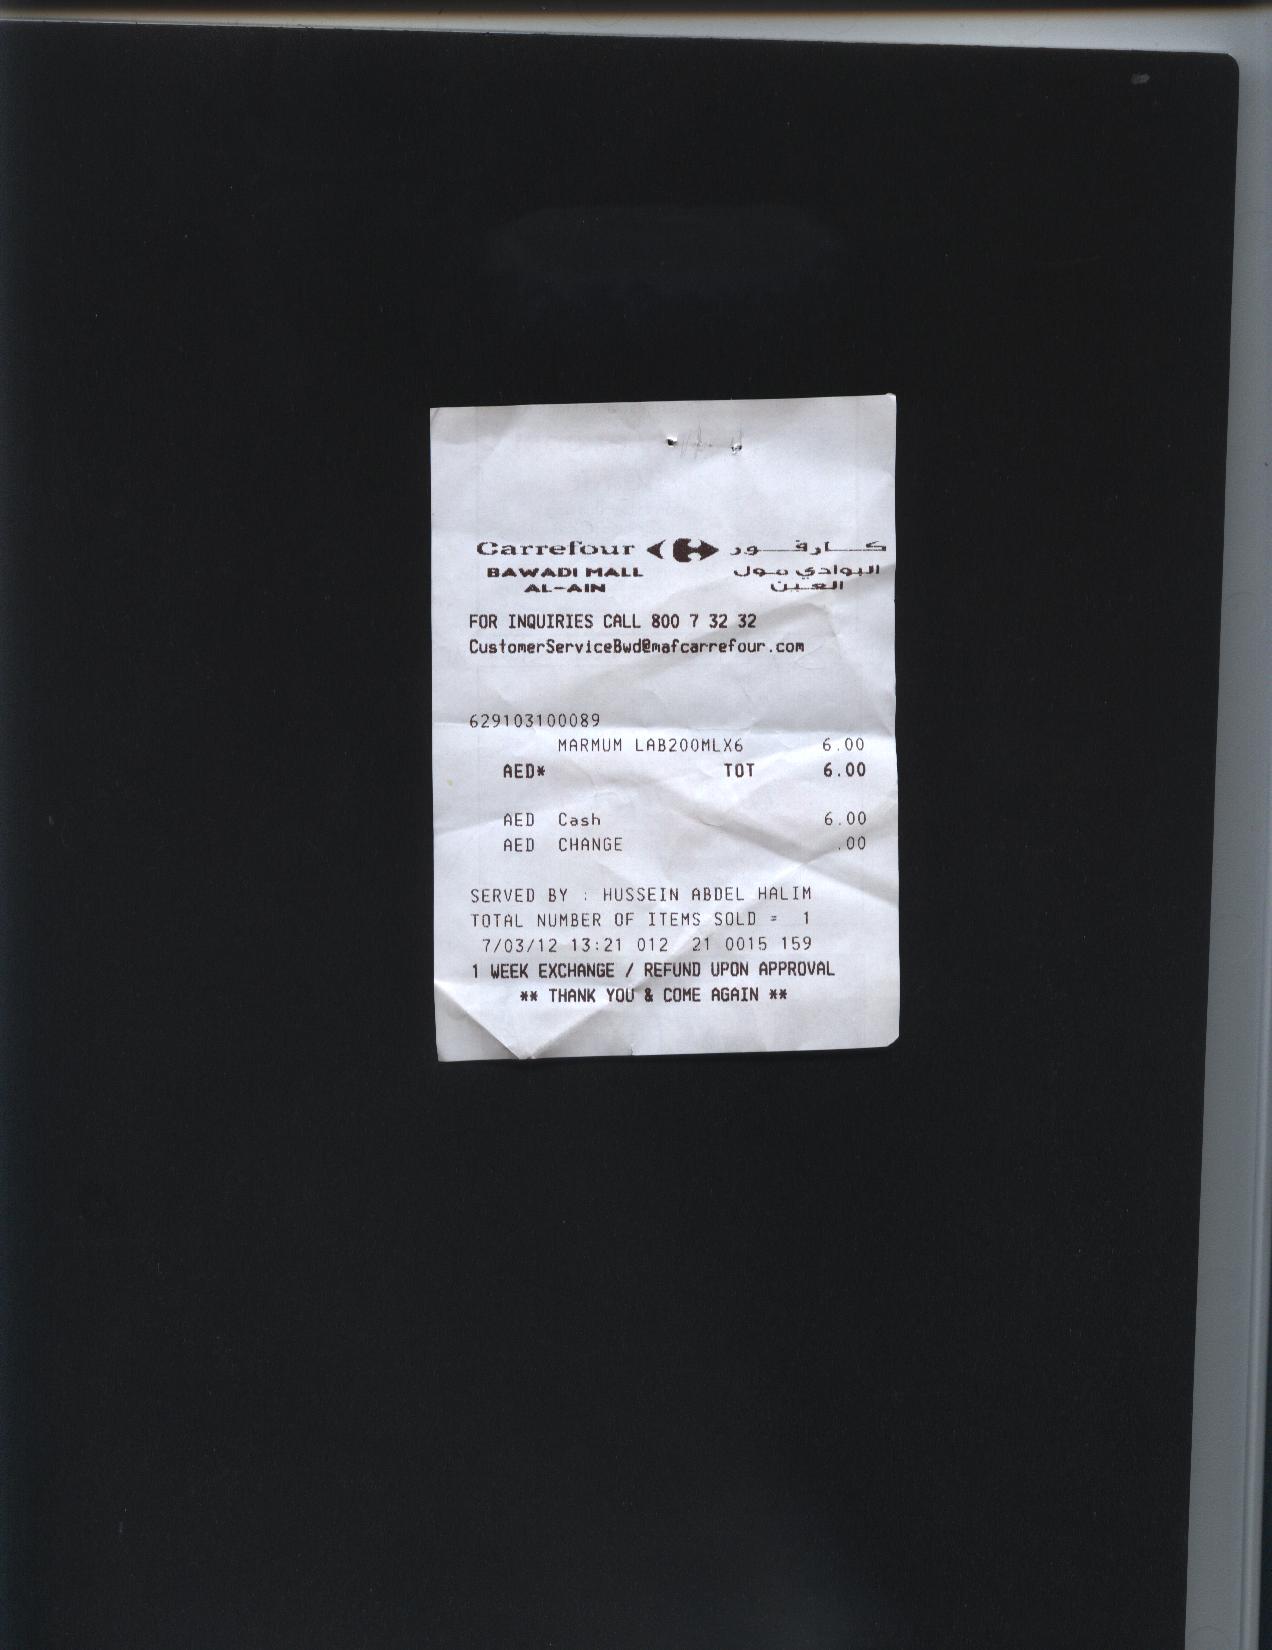 Carrefour كارفور
BAWADI MALL البوادي مول
AL-AIN العين
FOR INQUIRIES CALL 800 7 32 32
CustomerServiceBwd@mafcarrefour.com
629103100089
MARMUM LAB200MLX6 6.00
AED* TOT 6.00
AED Cash 6.00
AED CHANGE .00
SERVED BY : HUSSEIN ABDEL HALIM
TOTAL NUMBER OF ITEMS SOLD = 1
7/03/12 13:21 012 21 0015 159
1 WEEK EXCHANGE / REFUND UPON APPROVAL
** THANK YOU & COME AGAIN **